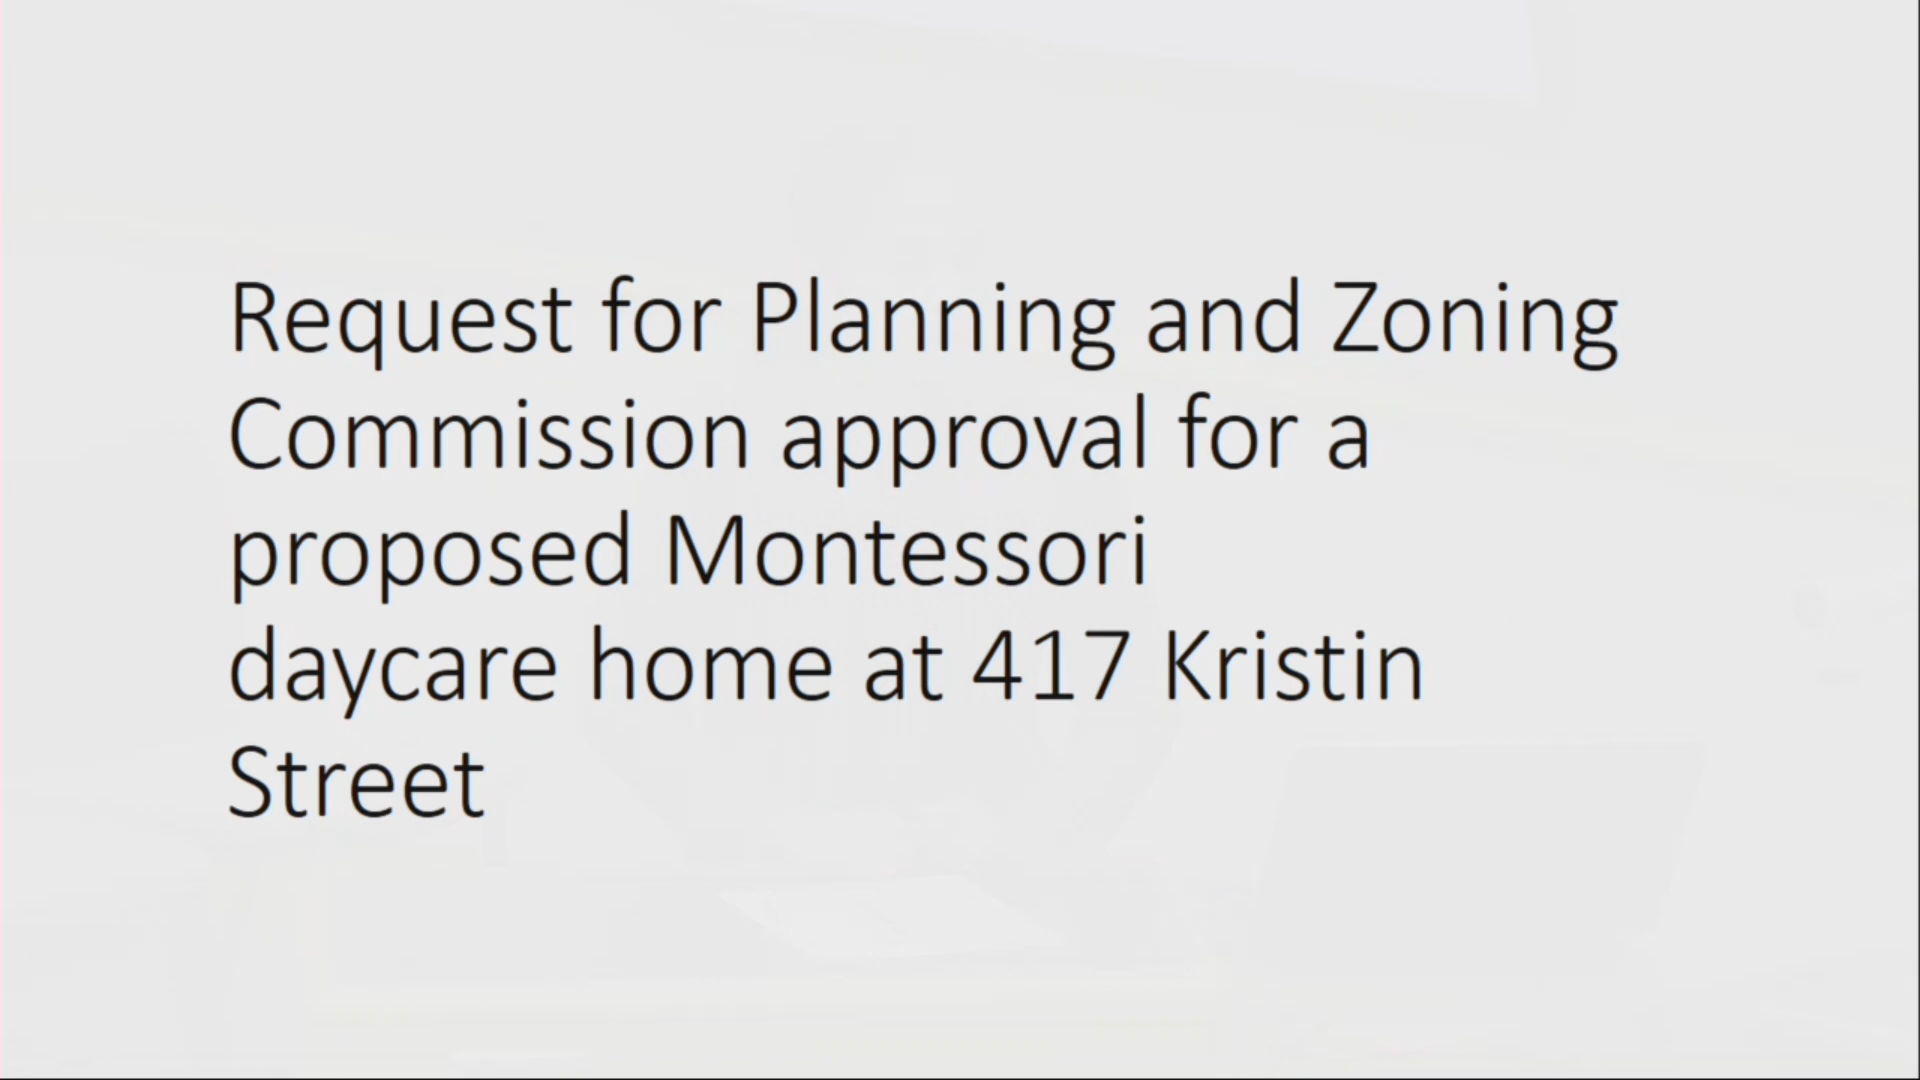 Request for Planning and Zoning
Commission approval for a
proposed Montessori
daycare home at 417 Kristin
Street